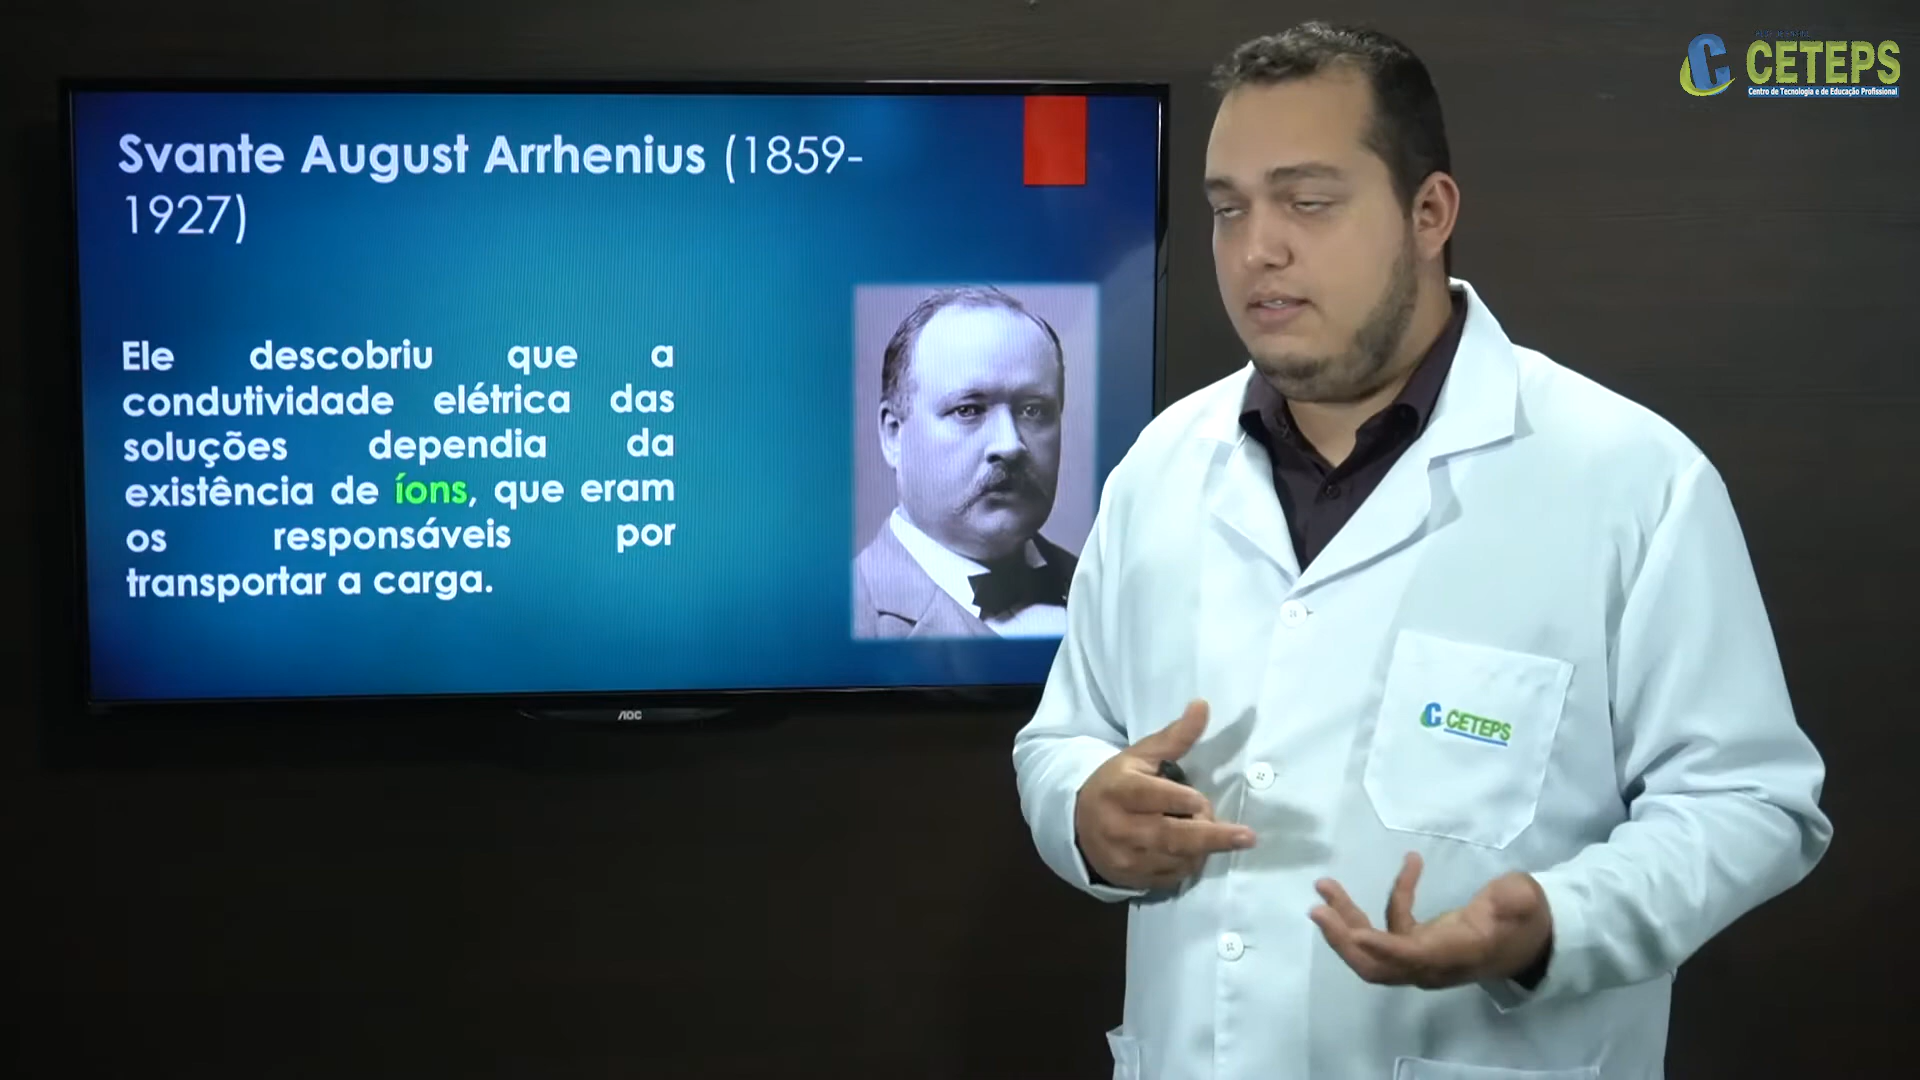 CETEPS
Centro de Tecnologia e de Educação Profissional
Svante August Arrhenius (1859-
1927)
Ele descobriu que a
condutividade elétrica das
soluções dependia da
existência de íons, que eram
os responsáveis por
transportar a carga.
AOC
CETEPS